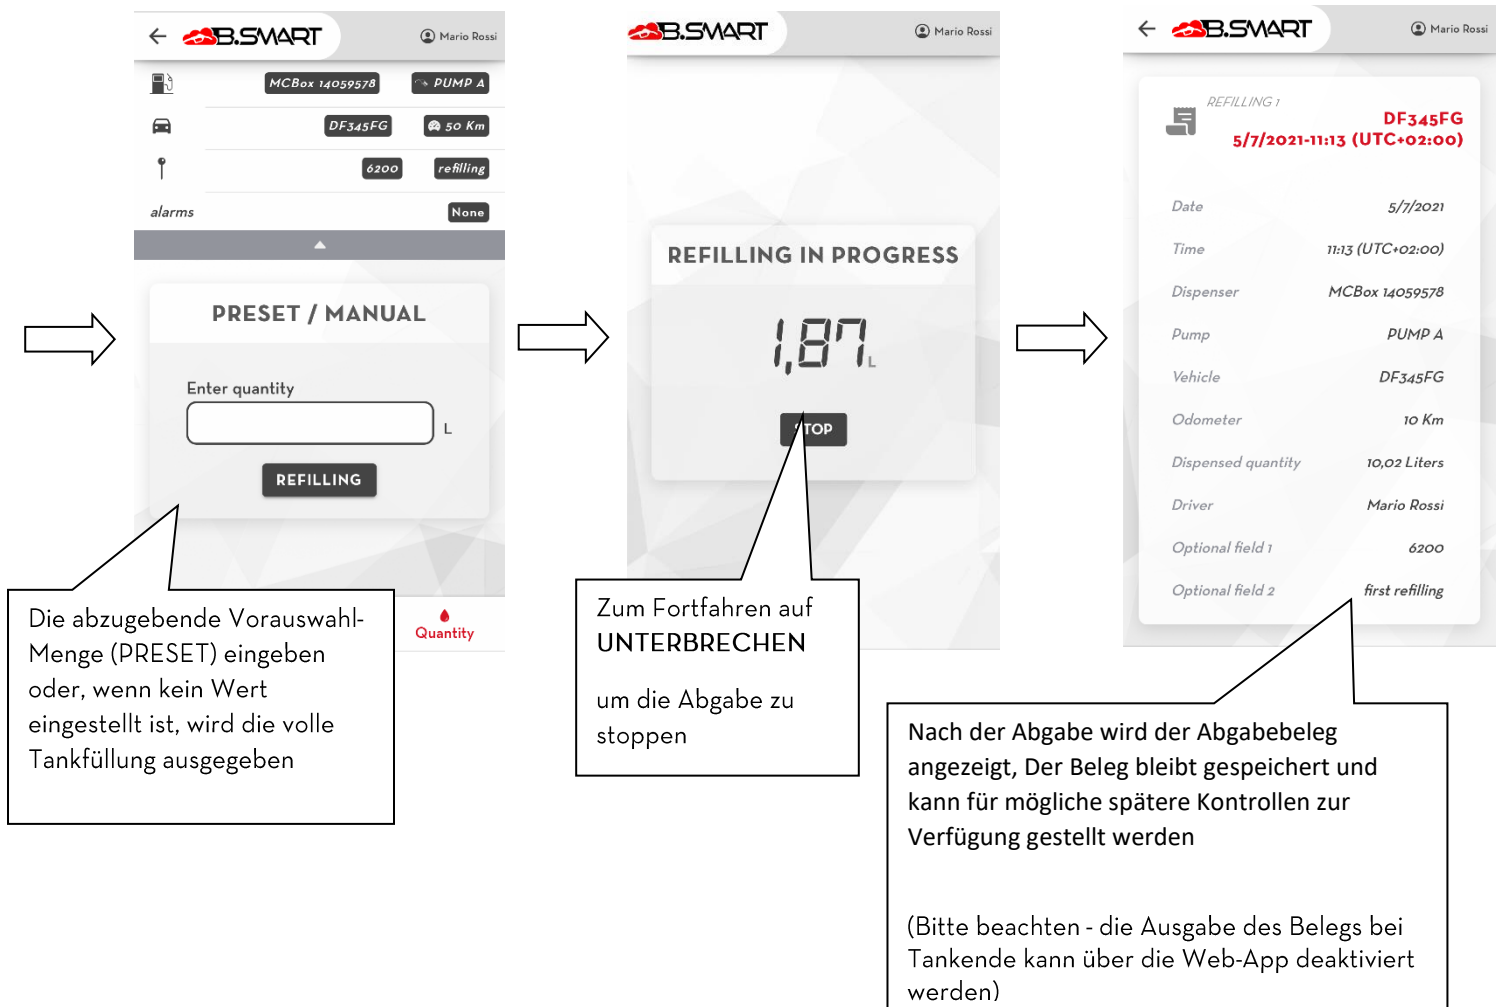 B.SMART
Mario Rossi
MCBox 14059578
PUMP A
DF345FG
50 Km
6200
refilling
alarms
None
PRESET / MANUAL
Enter quantity
L
REFILLING
Quantity
Die abzugebende Vorauswahl-
Menge (PRESET) eingeben
oder, wenn kein Wert
eingestellt ist, wird die volle
Tankfüllung ausgegeben
B.SMART
Mario Rossi
REFILLING IN PROGRESS
1,87 L
STOP
Zum Fortfahren auf
UNTERBRECHEN
um die Abgabe zu
stoppen
B.SMART
Mario Rossi
REFILLING 1
DF345FG
5/7/2021-11:13 (UTC+02:00)
Date 5/7/2021
Time 11:13 (UTC+02:00)
Dispenser MCBox 14059578
Pump PUMP A
Vehicle DF345FG
Odometer 10 Km
Dispensed quantity 10,02 Liters
Driver Mario Rossi
Optional field 1 6200
Optional field 2 first refilling
Nach der Abgabe wird der Abgabebeleg
angezeigt, Der Beleg bleibt gespeichert und
kann für mögliche spätere Kontrollen zur
Verfügung gestellt werden
(Bitte beachten - die Ausgabe des Belegs bei
Tankende kann über die Web-App deaktiviert
werden)